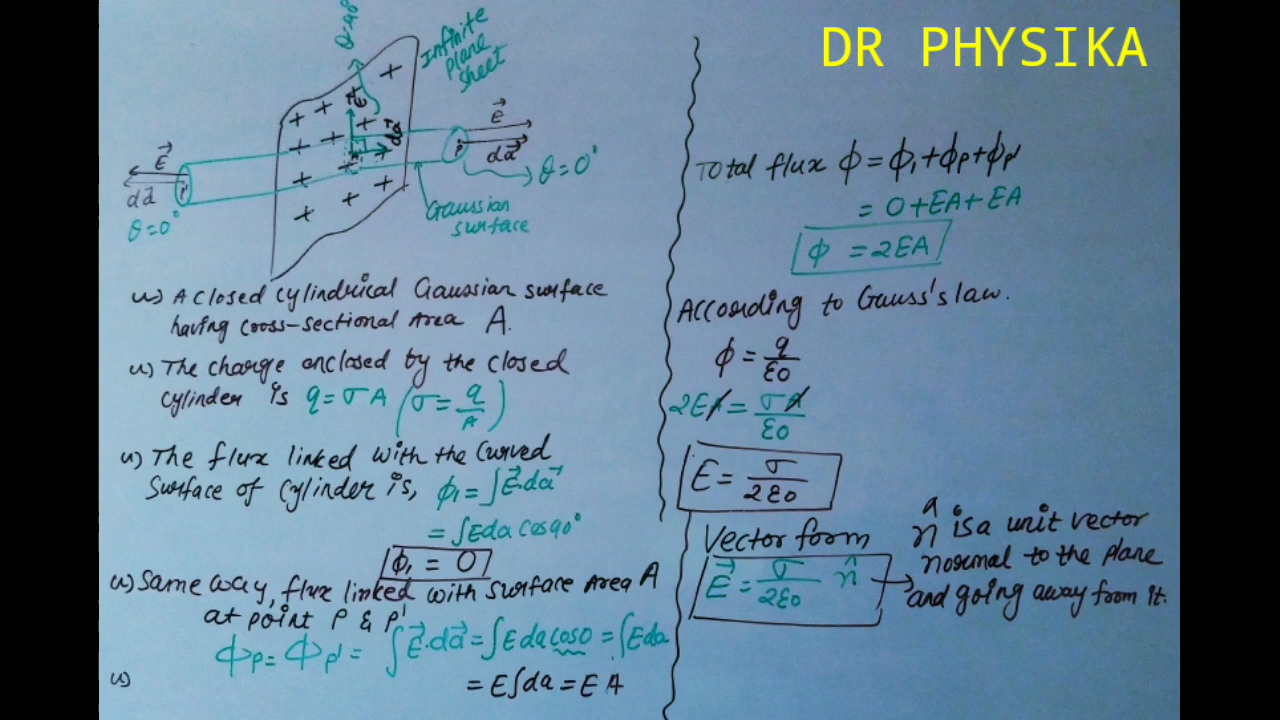 DR PHYSIKA
Infinite
Plane
Sheet
+ + + + + + + + + + + +
E⃗
da⃗
θ=0°
P'
P
E⃗
da⃗
θ=0°
Gaussian
surface
ω) A closed cylindrical Gaussian surface
having cross-sectional Area A.
ω) The charge enclosed by the closed
cylinder is q = σA (σ = q/A)
ω) The flux linked with the curved
Surface of cylinder is, ϕ₁ = ∫E⃗.da⃗
= ∫Eda cos90°
ϕ₁ = 0
ω) Same way, flux linked with surface Area A
at point P & P'
ϕP = ϕP' = ∫E⃗.da⃗ = ∫Eda cos0 = ∫Eda
ω) = E∫da = EA
Total flux ϕ = ϕ₁+ϕP+ϕP'
= 0+EA+EA
ϕ = 2EA
According to Gauss's law.
ϕ = q/ε0
2EA = σA/ε0
E = σ/2ε0
Vector form
E⃗ = σ/2ε0 n̂
n̂ is a unit vector
normal to the plane
and going away from it.